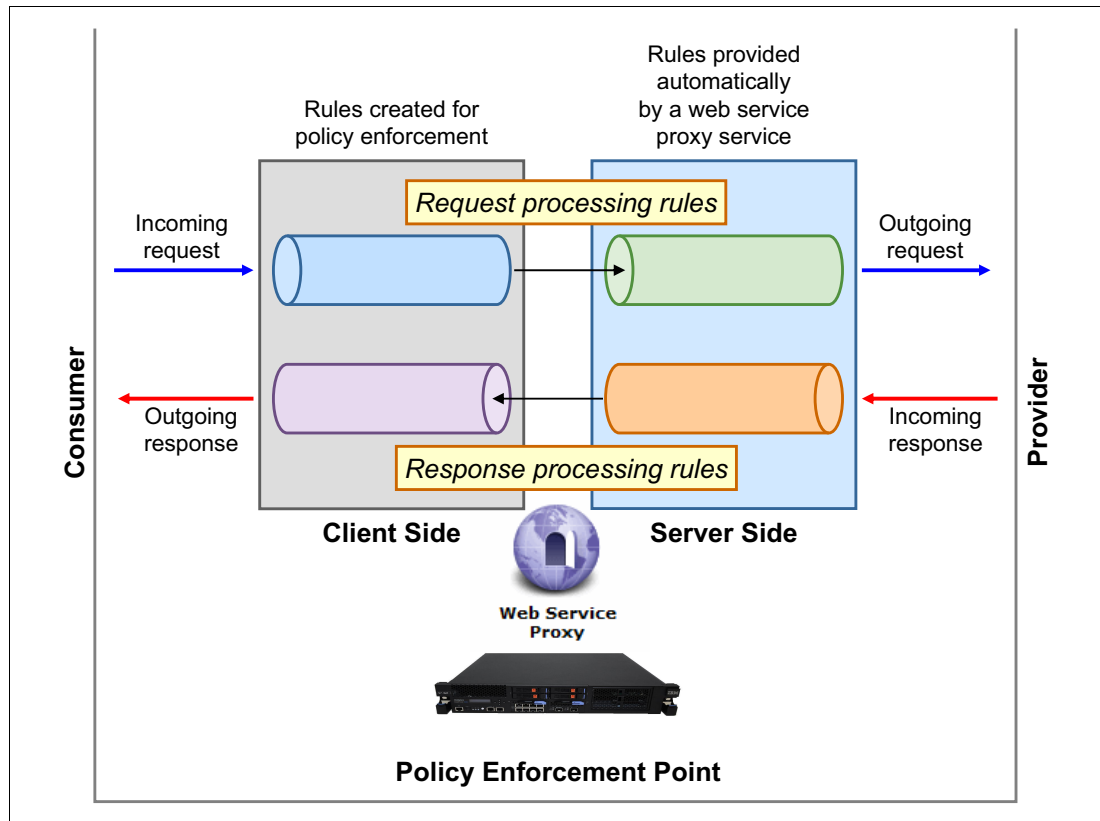 Rules provided
automatically
by a web service
proxy service
Rules created for
policy enforcement
Request processing rules
Incoming
request
Outgoing
request
Consumer
Outgoing
response
Incoming
response
Provider
Response processing rules
Client Side
Server Side
Web Service
Proxy
Policy Enforcement Point